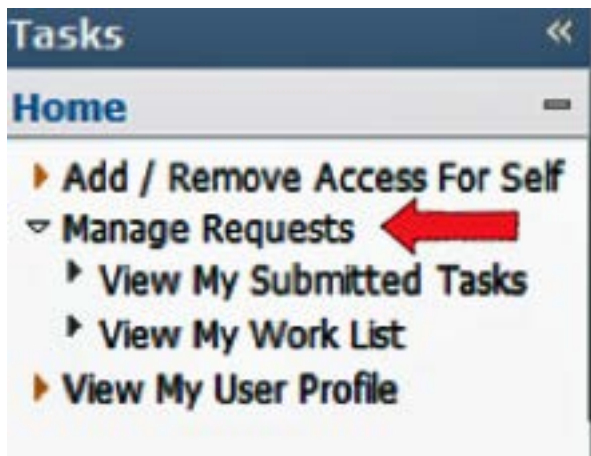 Tasks «
Home
Add / Remove Access For Self
Manage Requests
View My Submitted Tasks
View My Work List
View My User Profile